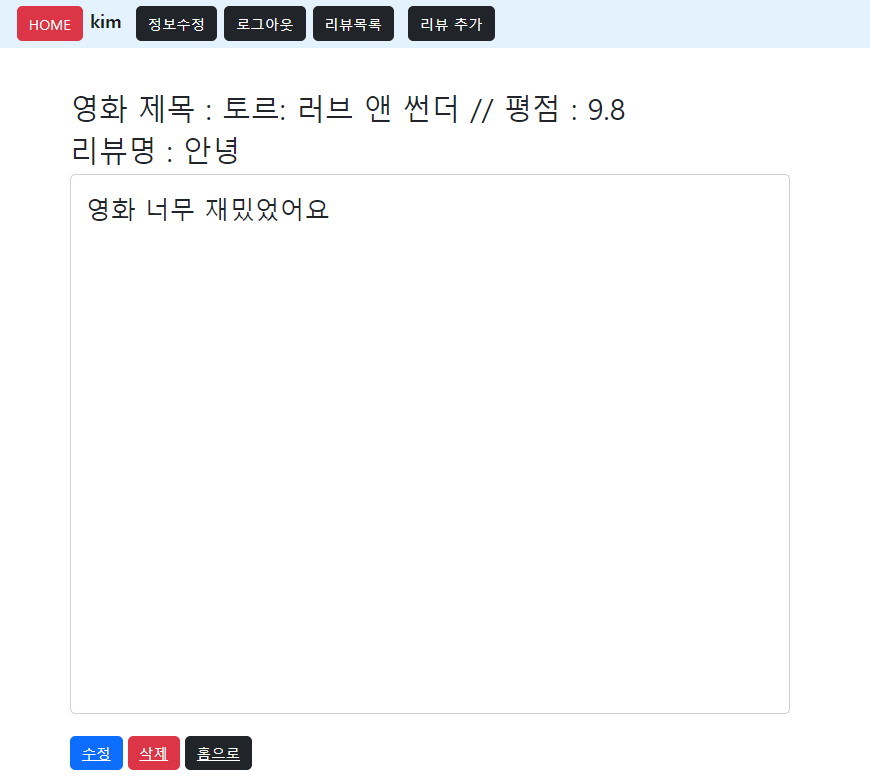 HOME kim 정보수정 로그아웃 리뷰목록 리뷰 추가
영화 제목 : 토르: 러브 앤 썬더 // 평점 : 9.8
리뷰명 : 안녕
영화 너무 재밌었어요
수정 삭제 홈으로